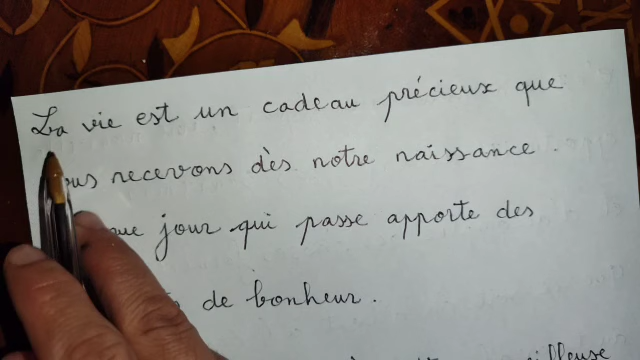 La vie est un cadeau précieux que
recevons dès notre naissance.
jour qui passe apporte des
de bonheur.